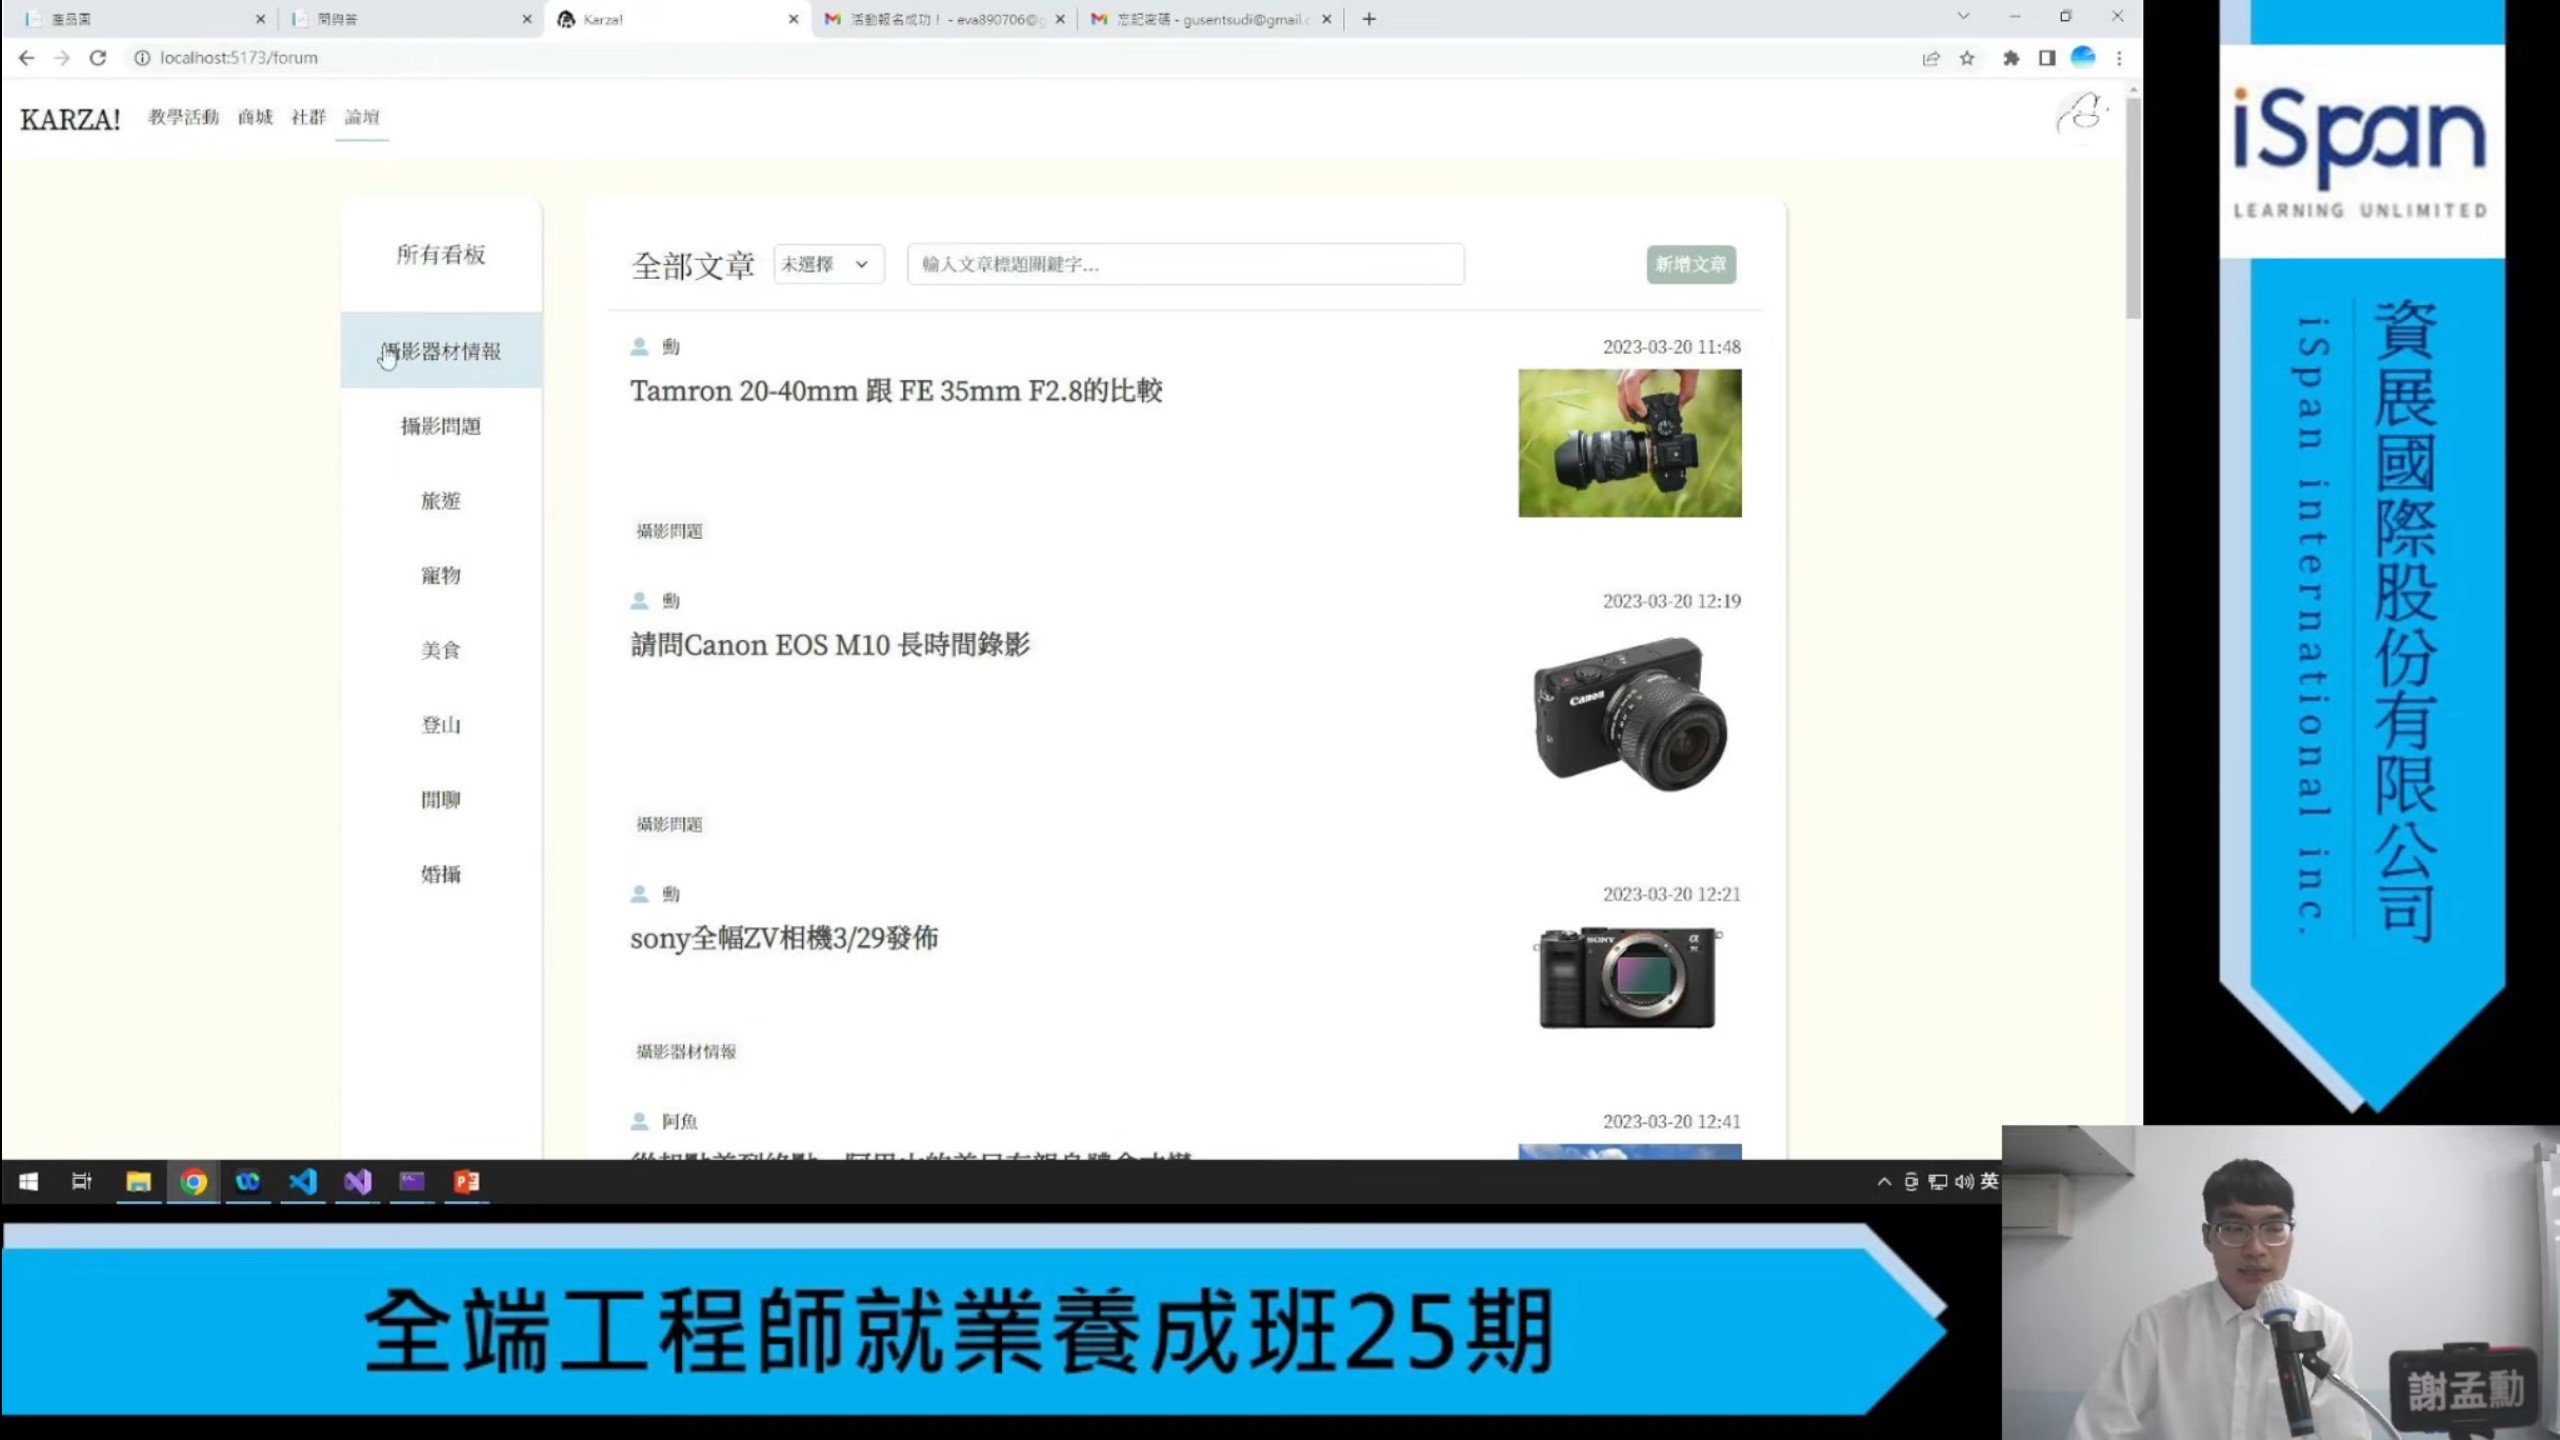 產品團
問與答
Karza!
活動報名成功！ - eva890706@g
忘記密碼 - gusentsudi@gmail.c
localhost:5173/forum
KARZA!
教學活動
商城
社群
論壇
所有看板
攝影器材情報
攝影問題
旅遊
寵物
美食
登山
閒聊
婚攝
全部文章
未選擇
輸入文章標題關鍵字...
新增文章
勳
2023-03-20 11:48
Tamron 20-40mm 跟 FE 35mm F2.8的比較
攝影問題
勳
2023-03-20 12:19
請問Canon EOS M10 長時間錄影
Canon
攝影問題
勳
2023-03-20 12:21
sony全幅ZV相機3/29發佈
SONY
攝影器材情報
阿魚
2023-03-20 12:41
英
iSpan
LEARNING UNLIMITED
資展國際股份有限公司
iSpan international inc.
全端工程師就業養成班25期
謝孟勳